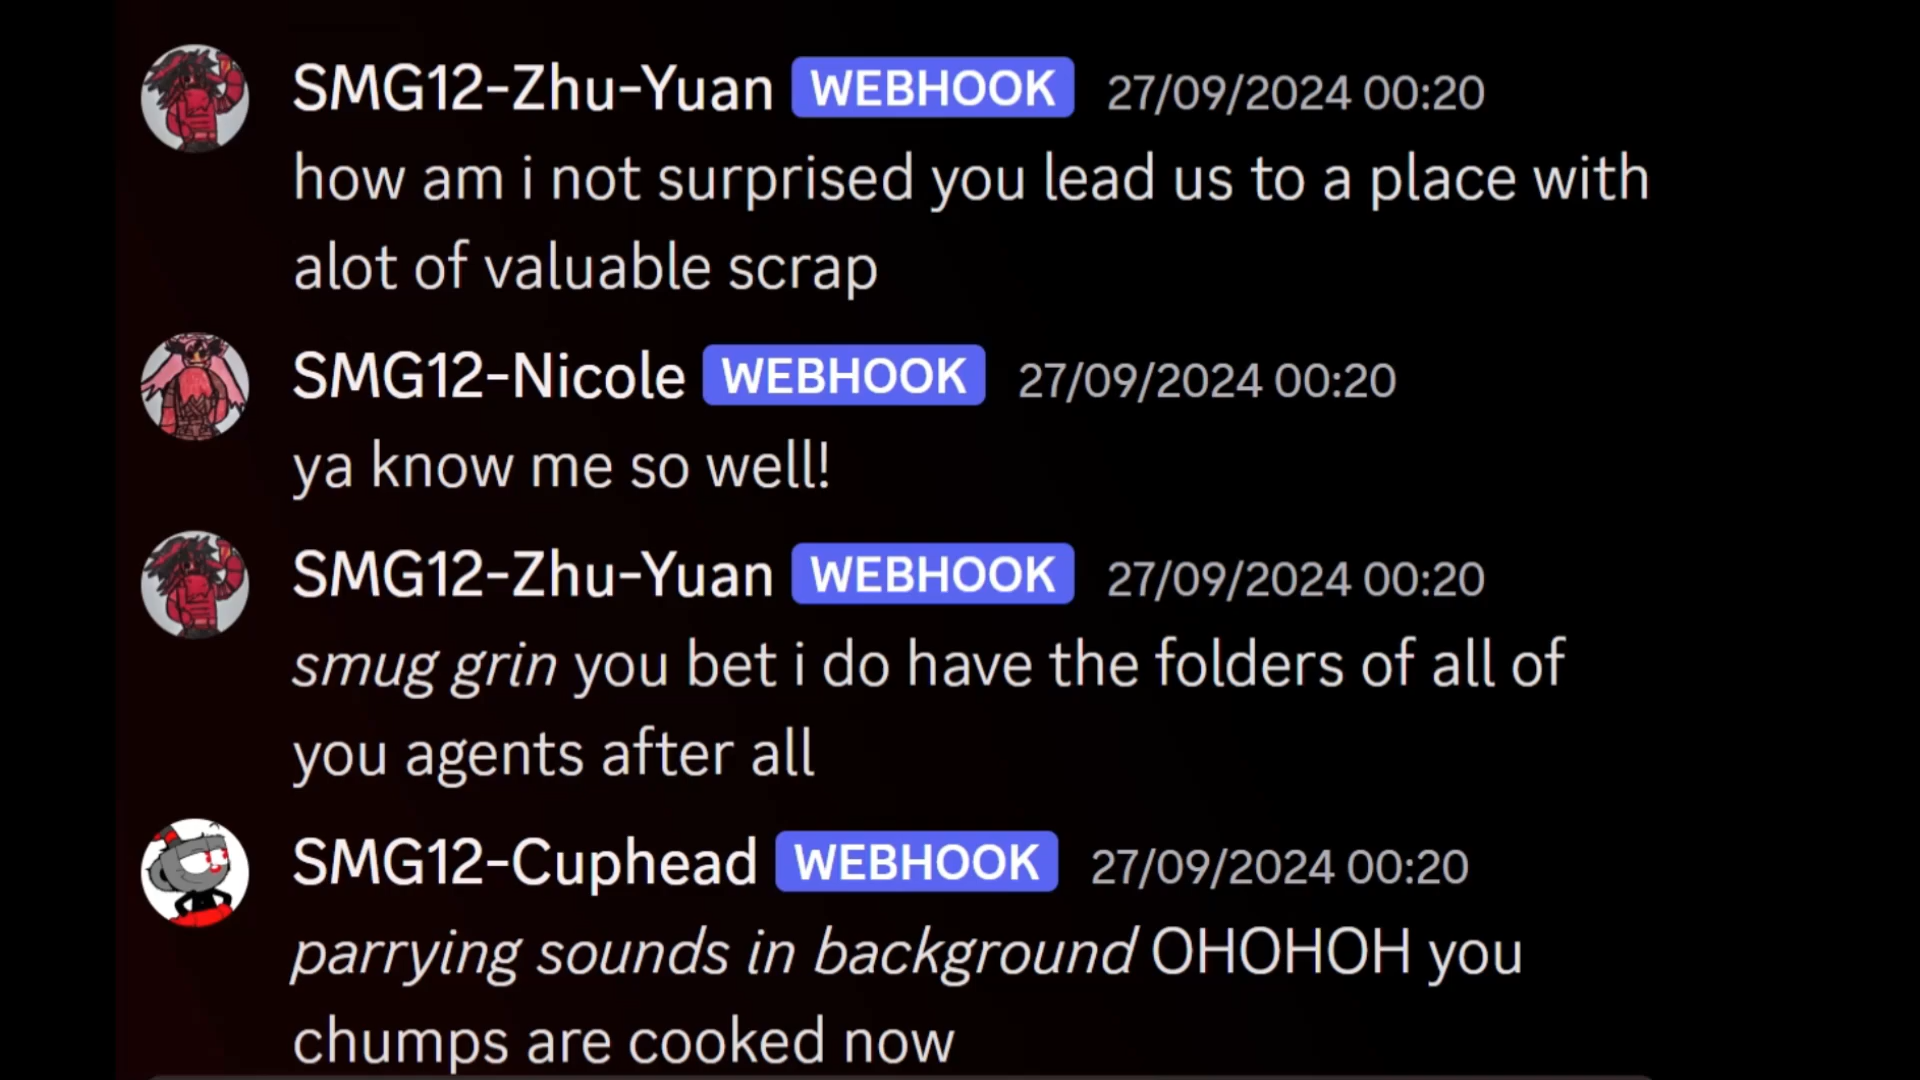 SMG12-Zhu-Yuan WEBHOOK 27/09/2024 00:20
how am i not surprised you lead us to a place with
alot of valuable scrap
SMG12-Nicole WEBHOOK 27/09/2024 00:20
ya know me so well!
SMG12-Zhu-Yuan WEBHOOK 27/09/2024 00:20
smug grin you bet i do have the folders of all of
you agents after all
SMG12-Cuphead WEBHOOK 27/09/2024 00:20
parrying sounds in background OHOHOH you
chumps are cooked now